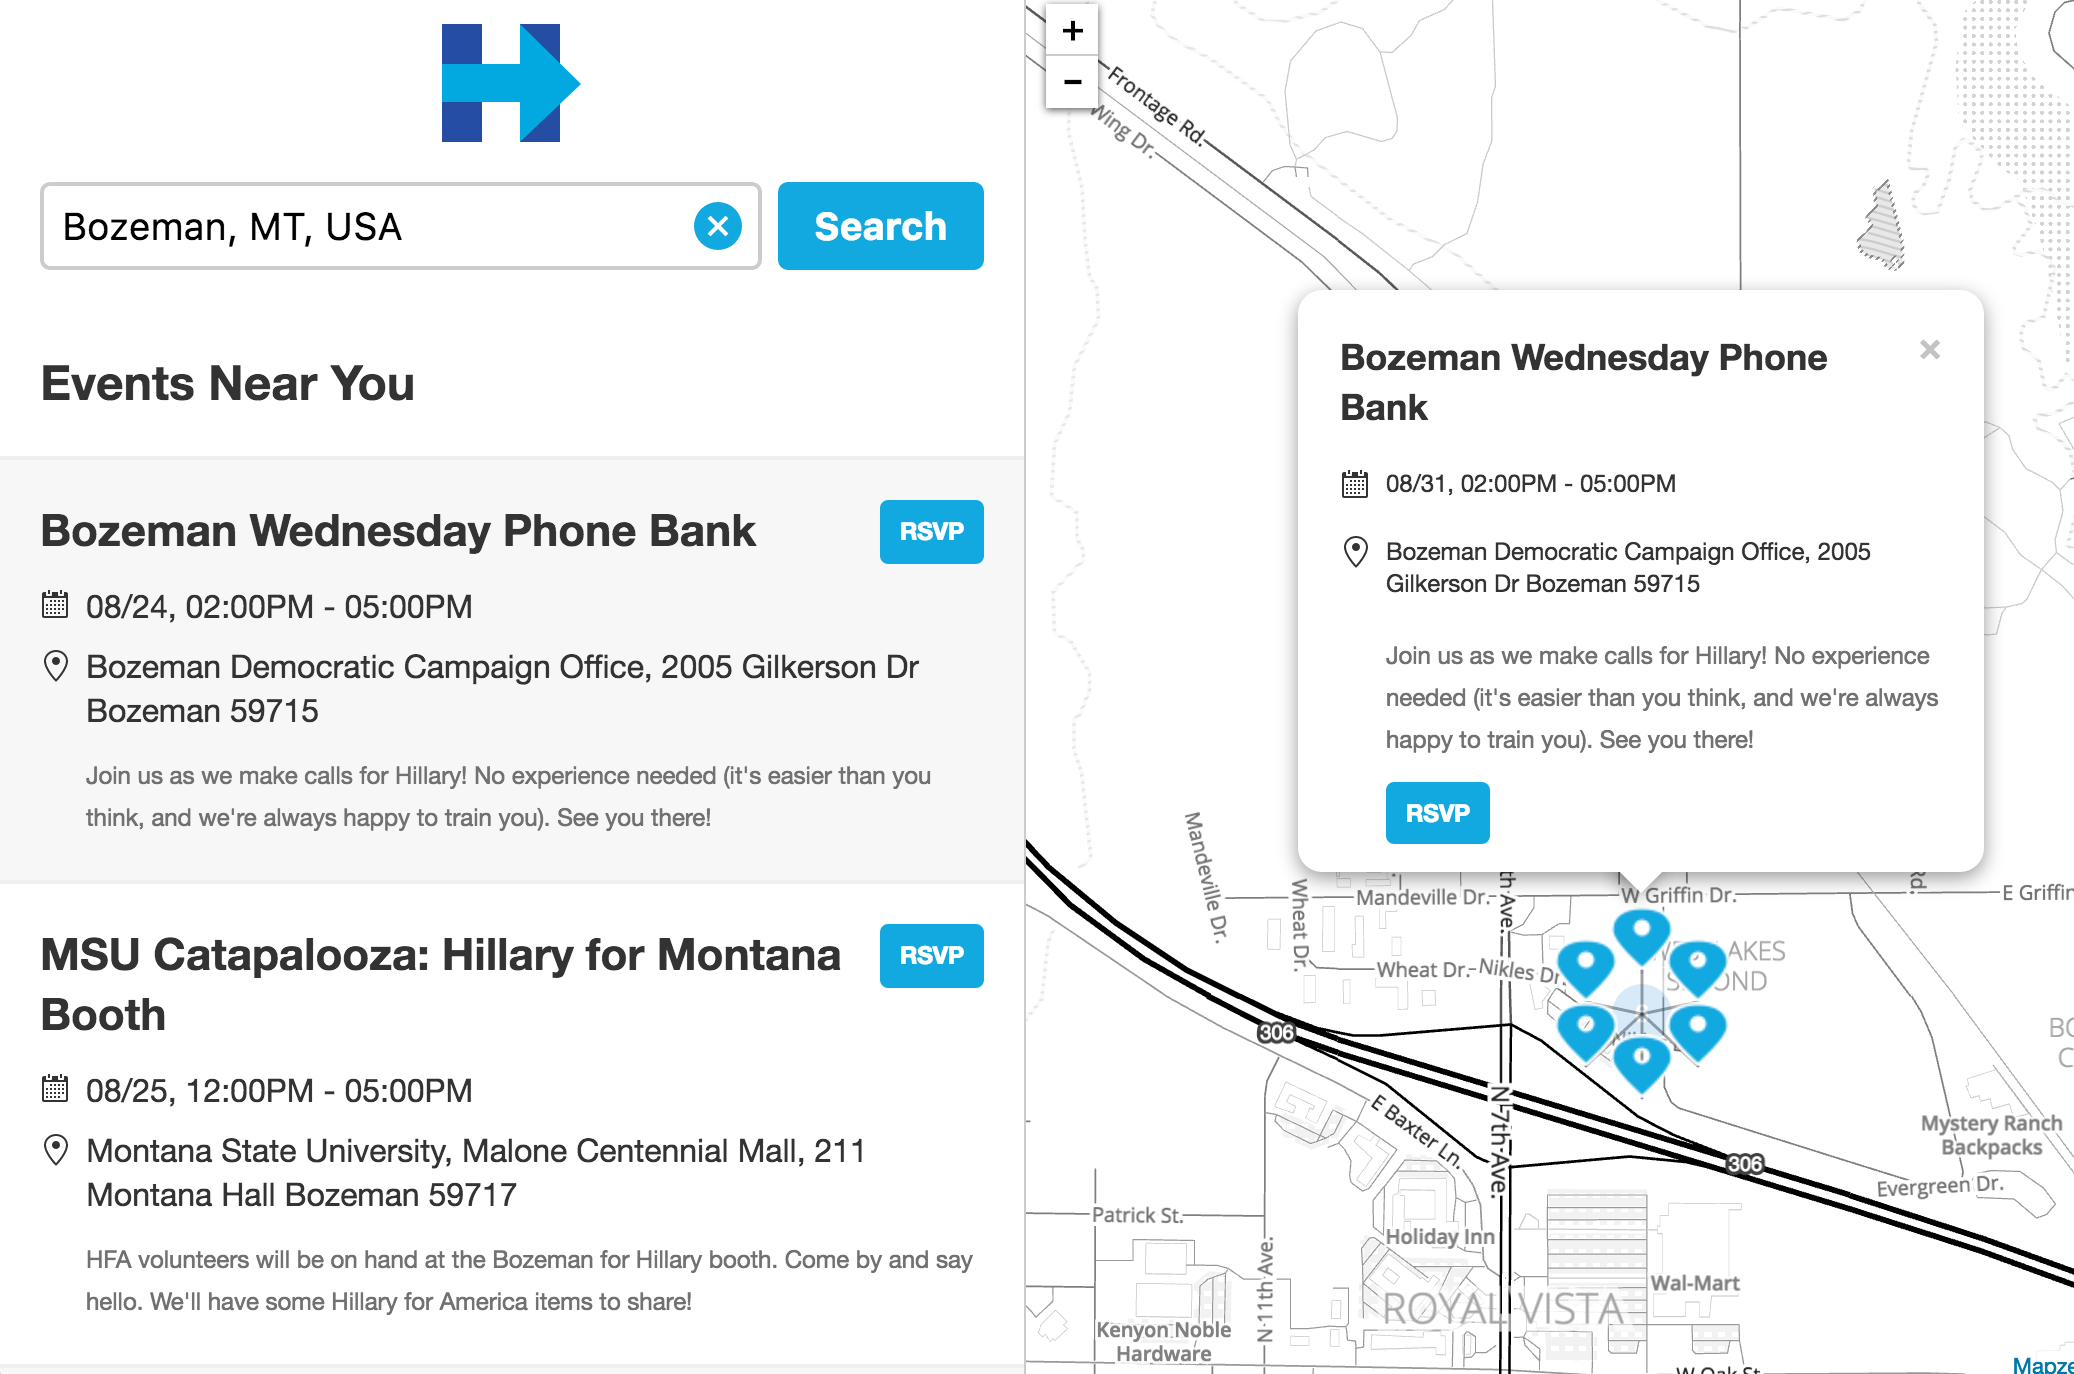 Bozeman, MT, USA
Search
Events Near You
Bozeman Wednesday Phone Bank
RSVP
08/24, 02:00PM - 05:00PM
Bozeman Democratic Campaign Office, 2005 Gilkerson Dr
Bozeman 59715
Join us as we make calls for Hillary! No experience needed (it's easier than you
think, and we're always happy to train you). See you there!
MSU Catapalooza: Hillary for Montana
Booth
RSVP
08/25, 12:00PM - 05:00PM
Montana State University, Malone Centennial Mall, 211
Montana Hall Bozeman 59717
HFA volunteers will be on hand at the Bozeman for Hillary booth. Come by and say
hello. We'll have some Hillary for America items to share!
+
−
Frontage Rd.
Wing Dr.
Bozeman Wednesday Phone
Bank
×
08/31, 02:00PM - 05:00PM
Bozeman Democratic Campaign Office, 2005
Gilkerson Dr Bozeman 59715
Join us as we make calls for Hillary! No experience
needed (it's easier than you think, and we're always
happy to train you). See you there!
RSVP
Mandeville Dr.
Wheat Dr.
Mandeville Dr.
th Ave.
W Griffin Dr.
Rd.
E Griffin
Wheat Dr.
Nikles Dr.
LAKES
306
N 7th Ave.
E Baxter Ln.
306
Mystery Ranch
Backpacks
Evergreen Dr.
Patrick St.
N 11th Ave.
Holiday Inn
Wal-Mart
ROYAL VISTA
Kenyon Noble
Hardware
W Oak St
Mapze